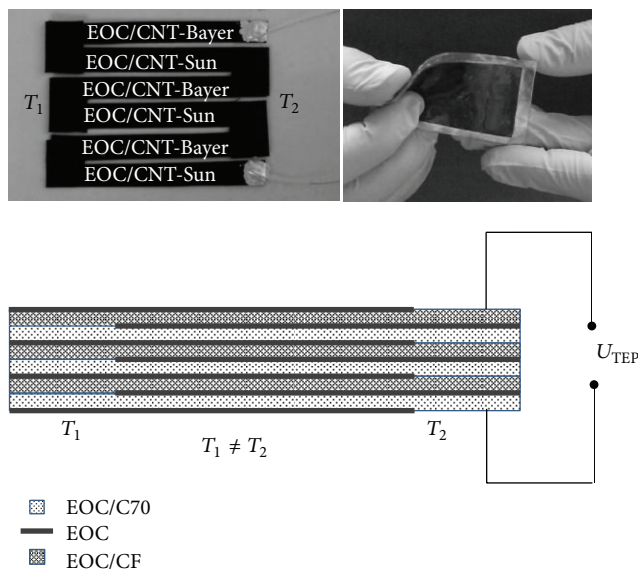 EOC/CNT-Bayer
EOC/CNT-Sun
T1 EOC/CNT-Bayer T2
EOC/CNT-Sun
EOC/CNT-Bayer
EOC/CNT-Sun
U_TEP
T1 T2
T1 ≠ T2
EOC/C70
EOC
EOC/CF